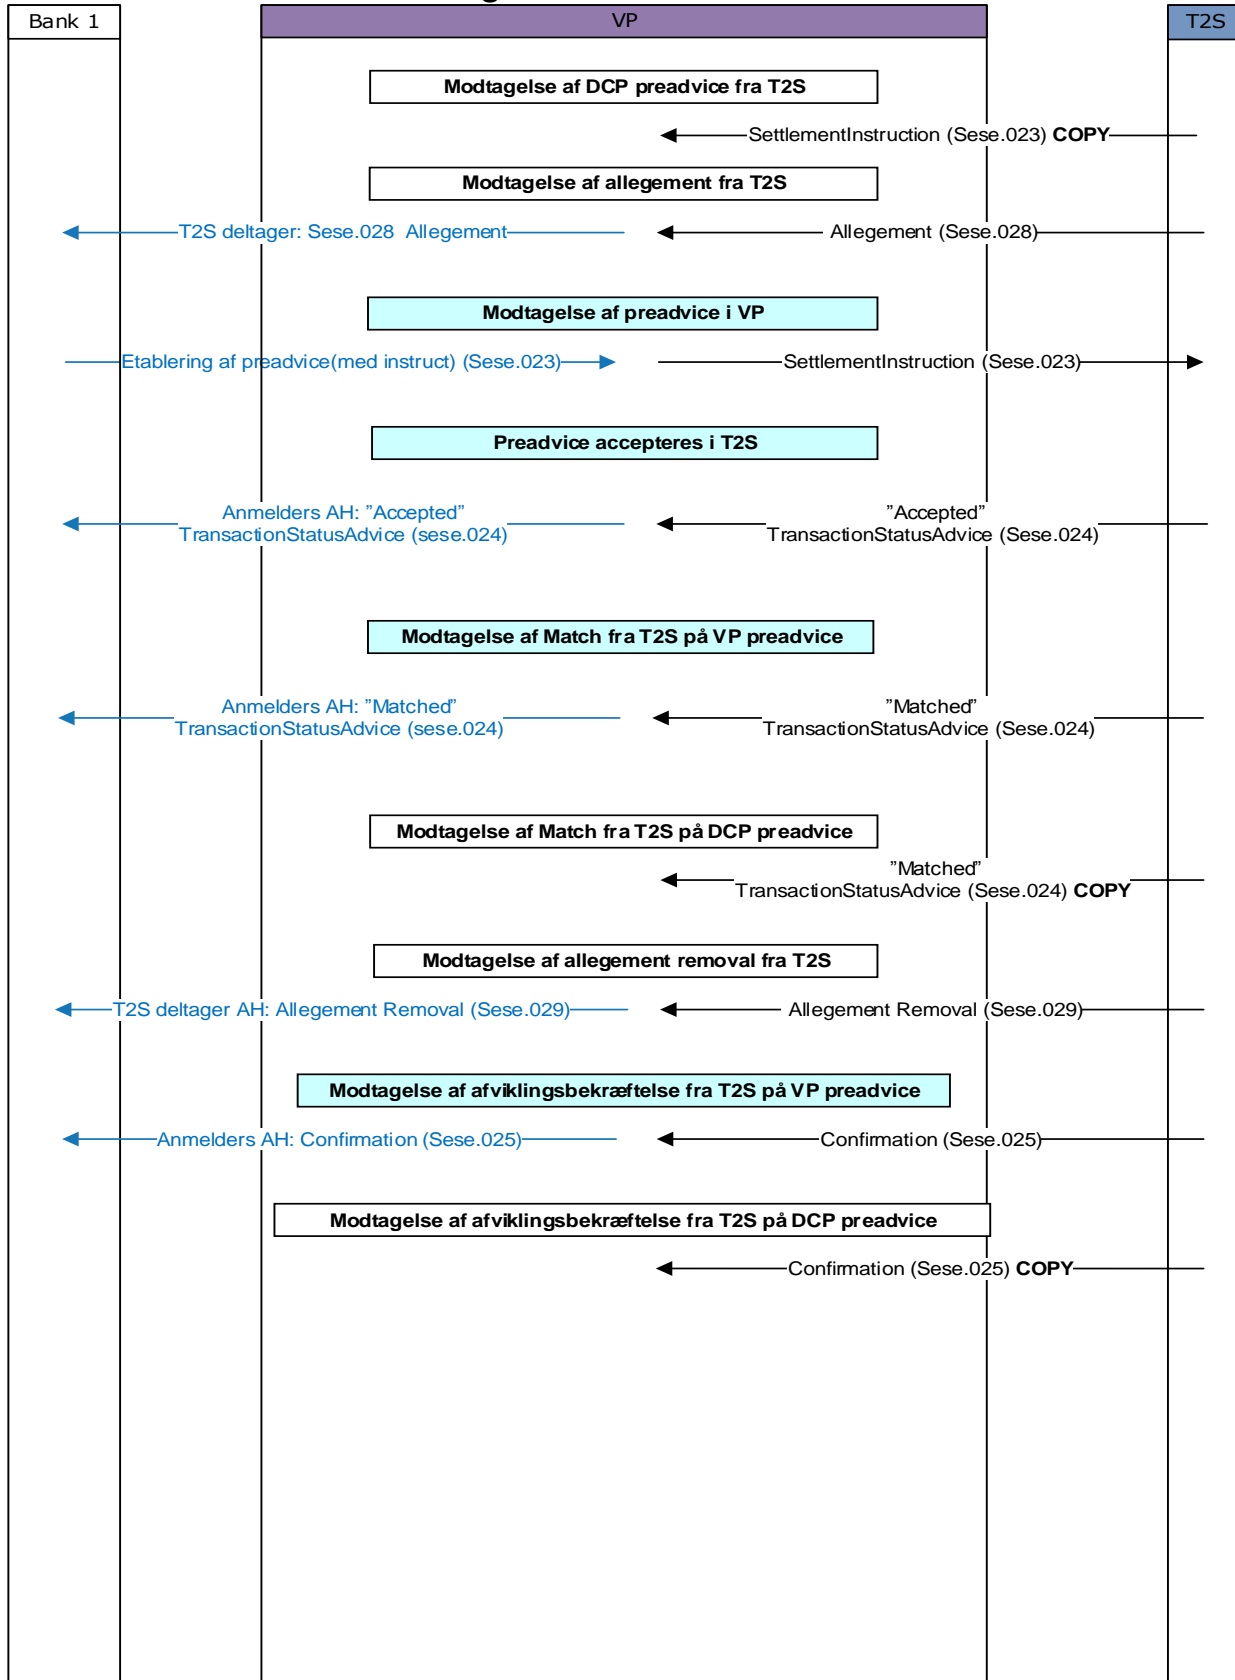 Bank 1
VP
T2S
Modtagelse af DCP preadvice fra T2S
SettlementInstruction (Sese.023) COPY
Modtagelse af allegement fra T2S
T2S deltager: Sese.028  Allegement
Allegement (Sese.028)
Modtagelse af preadvice i VP
Etablering af preadvice(med instruct) (Sese.023)
SettlementInstruction (Sese.023)
Preadvice accepteres i T2S
Anmelders AH: ”Accepted”
TransactionStatusAdvice (sese.024)
”Accepted”
TransactionStatusAdvice (Sese.024)
Modtagelse af Match fra T2S på VP preadvice
Anmelders AH: ”Matched”
TransactionStatusAdvice (sese.024)
”Matched”
TransactionStatusAdvice (Sese.024)
Modtagelse af Match fra T2S på DCP preadvice
”Matched”
TransactionStatusAdvice (Sese.024) COPY
Modtagelse af allegement removal fra T2S
T2S deltager AH: Allegement Removal (Sese.029)
Allegement Removal (Sese.029)
Modtagelse af afviklingsbekræftelse fra T2S på VP preadvice
Anmelders AH: Confirmation (Sese.025)
Confirmation (Sese.025)
Modtagelse af afviklingsbekræftelse fra T2S på DCP preadvice
Confirmation (Sese.025) COPY